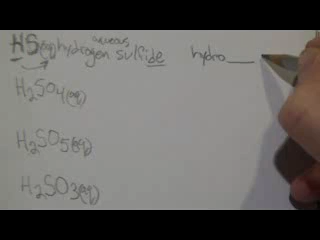 aqueous
HS(aq) hydrogen sulfide hydro___
H₂SO₄(aq)
H₂SO₅(aq)
H₂SO₃(aq)